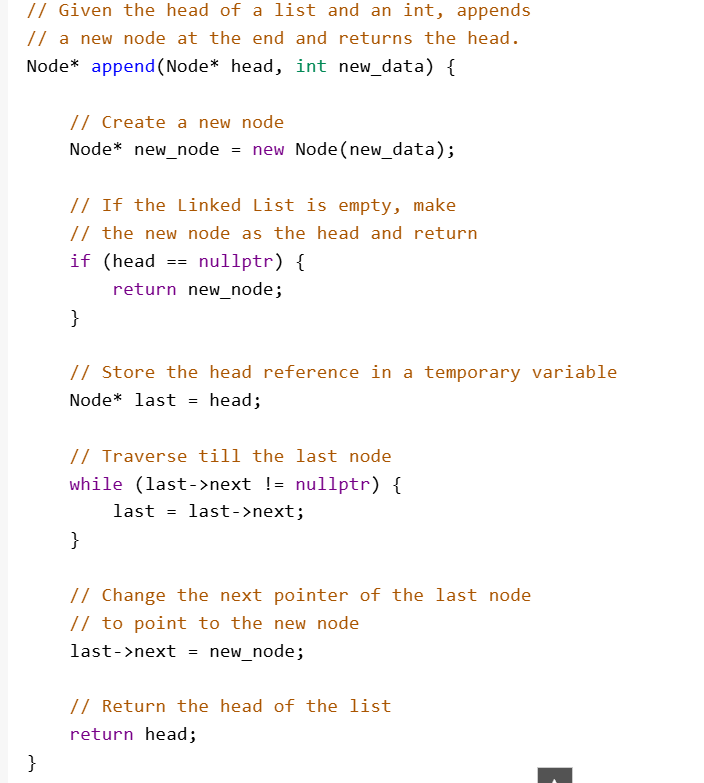 // Given the head of a list and an int, appends
// a new node at the end and returns the head.
Node* append(Node* head, int new_data) {
// Create a new node
Node* new_node = new Node(new_data);
// If the Linked List is empty, make
// the new node as the head and return
if (head == nullptr) {
return new_node;
}
// Store the head reference in a temporary variable
Node* last = head;
// Traverse till the last node
while (last->next != nullptr) {
last = last->next;
}
// Change the next pointer of the last node
// to point to the new node
last->next = new_node;
// Return the head of the list
return head;
}